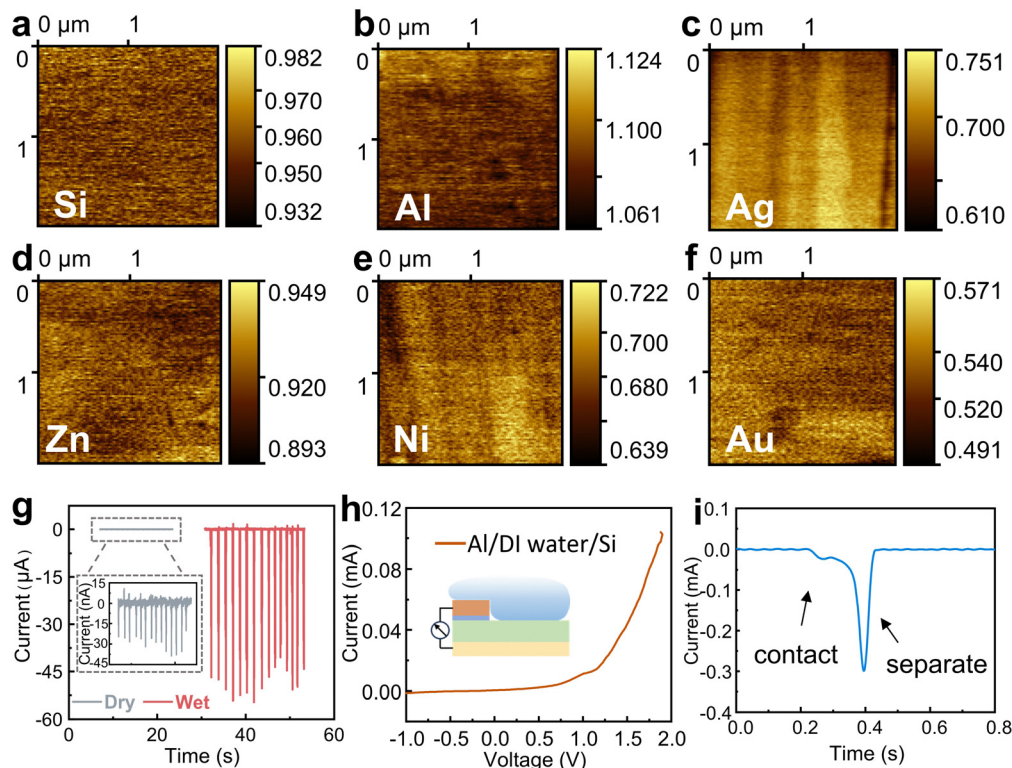 a
0 µm 1
0
1
Si
0.982
0.970
0.960
0.950
0.932
b
0 µm 1
0
1
Al
1.124
1.100
1.061
c
0 µm 1
0
1
Ag
0.751
0.700
0.610
d
0 µm 1
0
1
Zn
0.949
0.920
0.893
e
0 µm 1
0
1
Ni
0.722
0.700
0.680
0.639
f
0 µm 1
0
1
Au
0.571
0.540
0.520
0.491
g
Current (µA)
0
-15
-30
-45
-60
Current (nA)
15
0
-15
-30
-45
Dry Wet
0 20 40 60
Time (s)
h
Current (mA)
0.12
0.08
0.04
0.00
Al/DI water/Si
-1.0 -0.5 0.0 0.5 1.0 1.5 2.0
Voltage (V)
i
Current (mA)
0.1
0.0
-0.1
-0.2
-0.3
-0.4
contact
separate
0.0 0.2 0.4 0.6 0.8
Time (s)